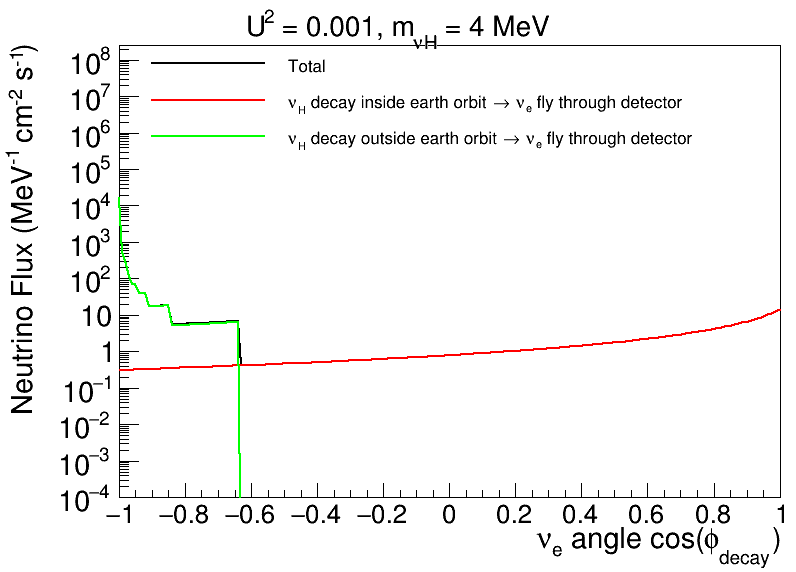 U² = 0.001, m_νH = 4 MeV
Neutrino Flux (MeV⁻¹ cm⁻² s⁻¹)
Total
ν_H decay inside earth orbit → ν_e fly through detector
ν_H decay outside earth orbit → ν_e fly through detector
10⁸
10⁷
10⁶
10⁵
10⁴
10³
10²
10
1
10⁻¹
10⁻²
10⁻³
10⁻⁴
−1 −0.8 −0.6 −0.4 −0.2 0 0.2 0.4 0.6 0.8 1
ν_e angle cos(ϕ_decay)